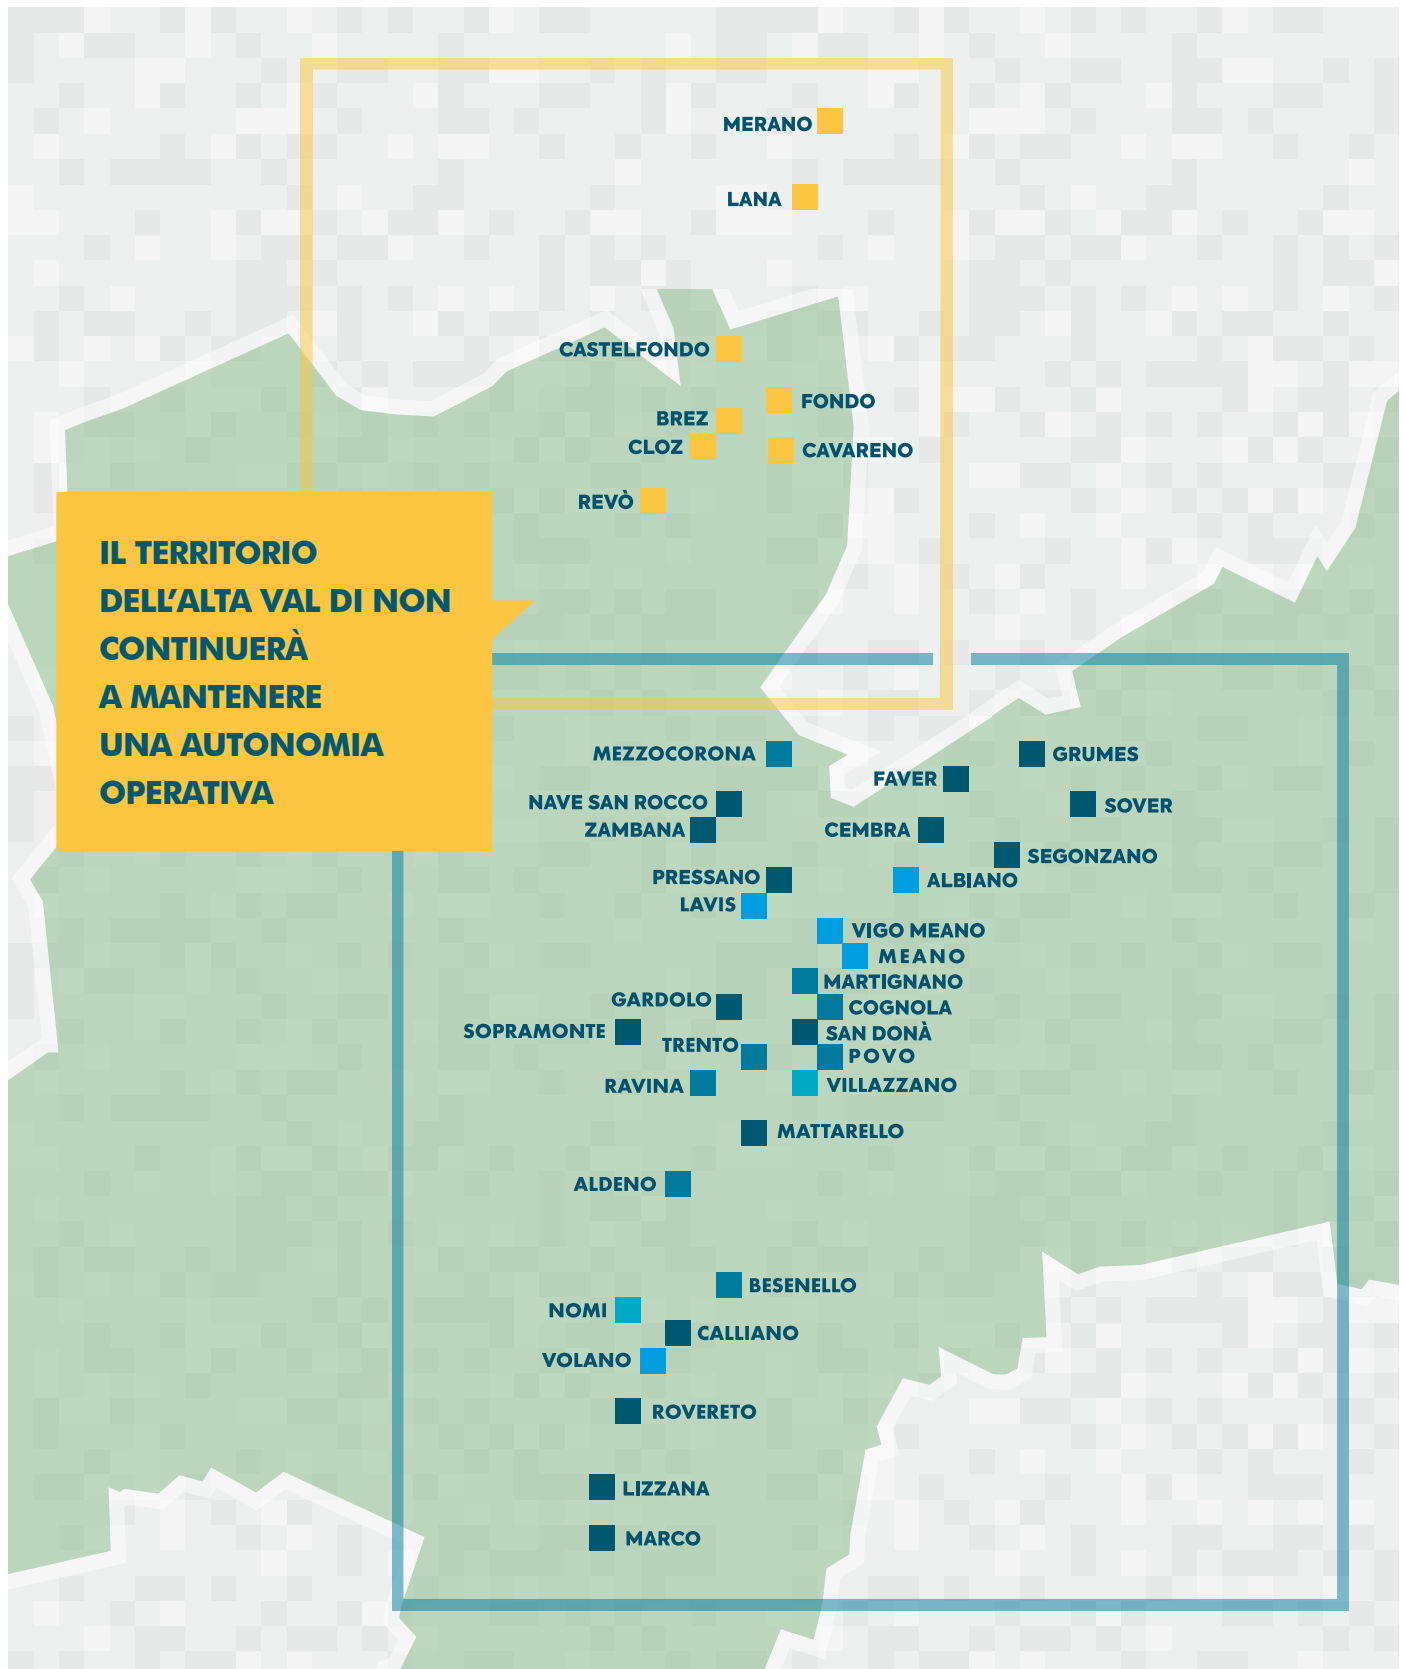 MERANO
LANA
CASTELFONDO
FONDO
BREZ
CLOZ
CAVARENO
REVÒ
IL TERRITORIO
DELL'ALTA VAL DI NON
CONTINUERÀ
A MANTENERE
UNA AUTONOMIA
OPERATIVA
MEZZOCORONA
GRUMES
FAVER
NAVE SAN ROCCO
SOVER
ZAMBANA
CEMBRA
SEGONZANO
PRESSANO
ALBIANO
LAVIS
VIGO MEANO
MEANO
MARTIGNANO
GARDOLO
COGNOLA
SOPRAMONTE
SAN DONÀ
TRENTO
POVO
RAVINA
VILLAZZANO
MATTARELLO
ALDENO
BESENELLO
NOMI
CALLIANO
VOLANO
ROVERETO
LIZZANA
MARCO